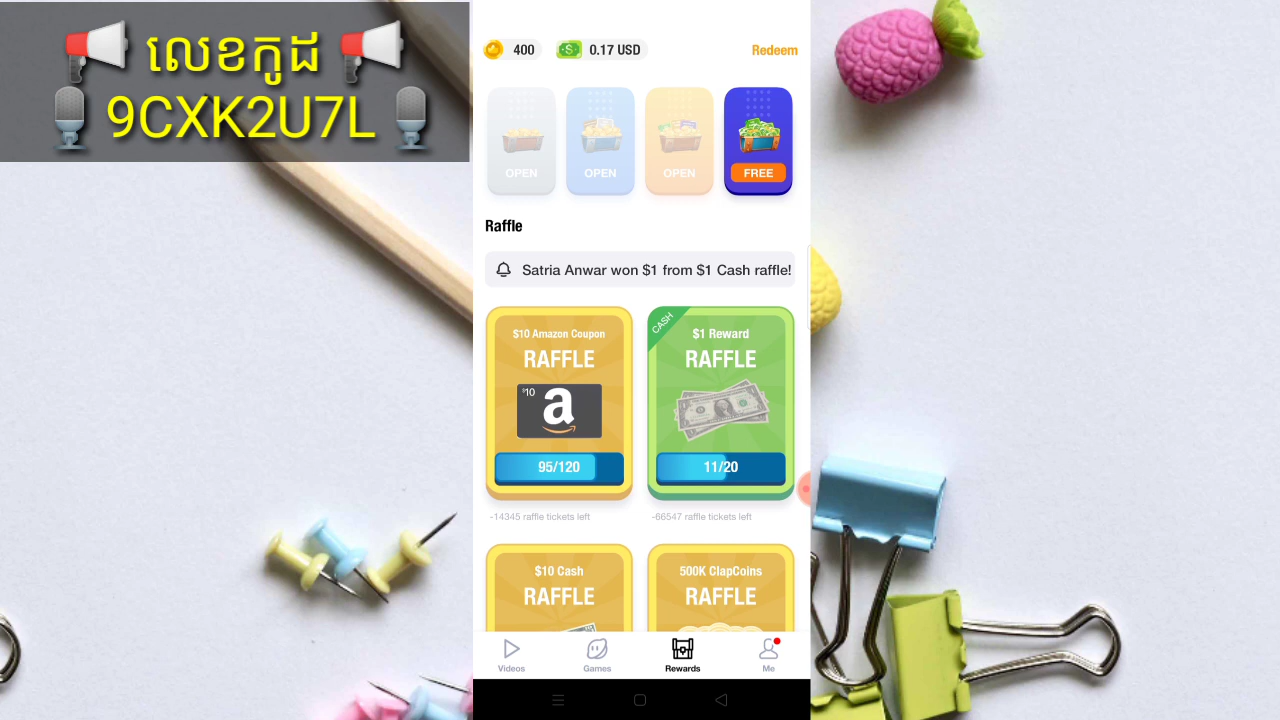 លេខកូដ
9CXK2U7L
400
0.17 USD
Redeem
OPEN
OPEN
OPEN
FREE
Raffle
Satria Anwar won $1 from $1 Cash raffle!
$10 Amazon Coupon
RAFFLE
$10
a
95/120
-14345 raffle tickets left
CASH
$1 Reward
RAFFLE
11/20
-66547 raffle tickets left
$10 Cash
RAFFLE
500K ClapCoins
RAFFLE
Videos
Games
Rewards
Me